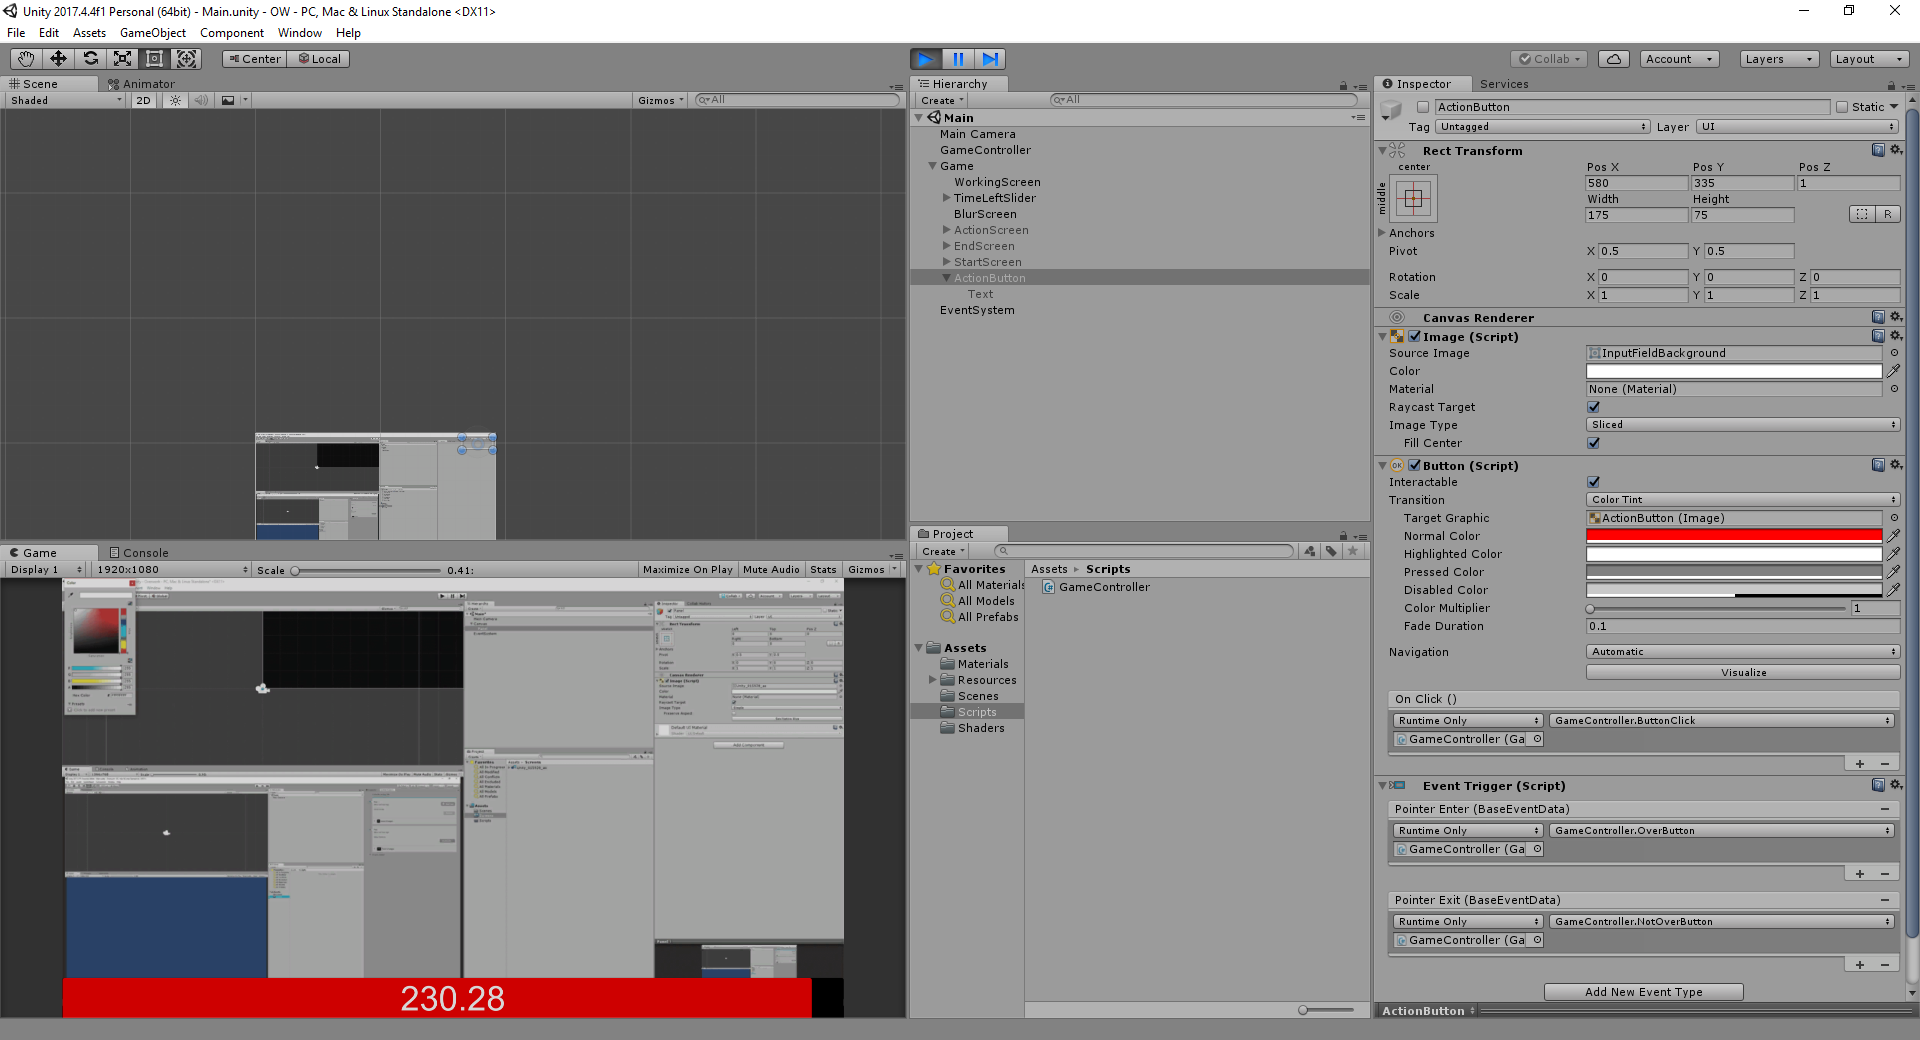 Unity 2017.4.4f1 Personal (64bit) - Main.unity - OW - PC, Mac & Linux Standalone <DX11>
File Edit Assets GameObject Component Window Help
Center Local
Collab Account Layers Layout
Scene Animator
Shaded 2D Gizmos All
Hierarchy
Create All
Main
Main Camera
GameController
Game
WorkingScreen
TimeLeftSlider
BlurScreen
ActionScreen
EndScreen
StartScreen
ActionButton
Text
EventSystem
Game Console
Display 1 1920x1080 Scale 0.41: Maximize On Play Mute Audio Stats Gizmos
230.28
Project
Create
Favorites
All Materials
All Models
All Prefabs
Assets
Materials
Resources
Scenes
Scripts
Shaders
Assets Scripts
GameController
Inspector Services
ActionButton Static
Tag Untagged Layer UI
Rect Transform
center Pos X Pos Y Pos Z
middle 580 335 1
Width Height
175 75 R
Anchors
Pivot X 0.5 Y 0.5
Rotation X 0 Y 0 Z 0
Scale X 1 Y 1 Z 1
Canvas Renderer
Image (Script)
Source Image InputFieldBackground
Color
Material None (Material)
Raycast Target
Image Type Sliced
Fill Center
OK Button (Script)
Interactable
Transition Color Tint
Target Graphic ActionButton (Image)
Normal Color
Highlighted Color
Pressed Color
Disabled Color
Color Multiplier 1
Fade Duration 0.1
Navigation Automatic
Visualize
On Click ()
Runtime Only GameController.ButtonClick
GameController (Ga
Event Trigger (Script)
Pointer Enter (BaseEventData)
Runtime Only GameController.OverButton
GameController (Ga
Pointer Exit (BaseEventData)
Runtime Only GameController.NotOverButton
GameController (Ga
Add New Event Type
ActionButton